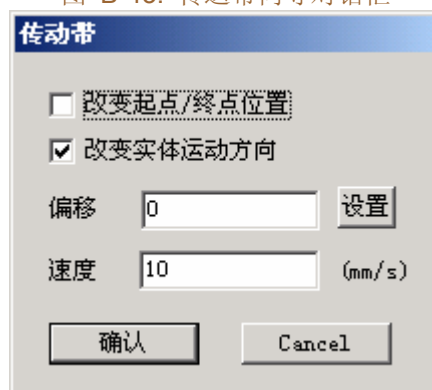 传动带
改变起点/终点位置
改变实体运动方向
偏移 0 设置
速度 10 (mm/s)
确认 Cancel